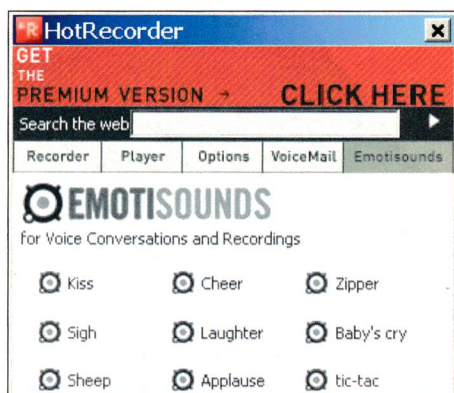 *R HotRecorder
GET
THE
PREMIUM VERSION → CLICK HERE
Search the web
Recorder Player Options VoiceMail Emotisounds
EMOTISOUNDS
for Voice Conversations and Recordings
Kiss Cheer Zipper
Sigh Laughter Baby's cry
Sheep Applause tic-tac